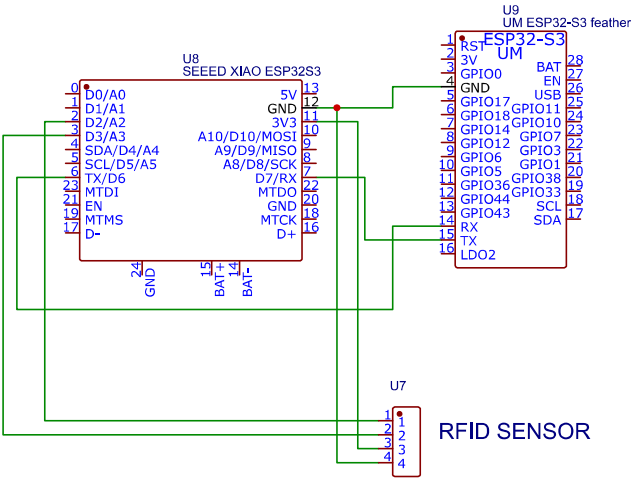 U9
UM ESP32-S3 feather
ESP32-S3
UM
1 RST
2 3V
3 GPIO0
4 GND
5 GPIO17
6 GPIO18
7 GPIO14
8 GPIO12
9 GPIO6
10 GPIO5
11 GPIO36
12 GPIO44
13 GPIO43
14 RX
15 TX
16 LDO2
BAT 28
EN 27
USB 26
GPIO11 25
GPIO10 24
GPIO7 23
GPIO3 22
GPIO1 21
GPIO38 20
GPIO33 19
SCL 18
SDA 17
U8
SEEED XIAO ESP32S3
0 D0/A0
1 D1/A1
2 D2/A2
3 D3/A3
4 SDA/D4/A4
5 SCL/D5/A5
6 TX/D6
23 MTDI
21 EN
19 MTMS
17 D-
5V 13
GND 12
3V3 11
A10/D10/MOSI 10
A9/D9/MISO 9
A8/D8/SCK 8
D7/RX 7
MTDO 22
GND 20
MTCK 18
D+ 16
24 GND
15 BAT+
14 BAT-
U7
1 1
2 2
3 3
4 4
RFID SENSOR